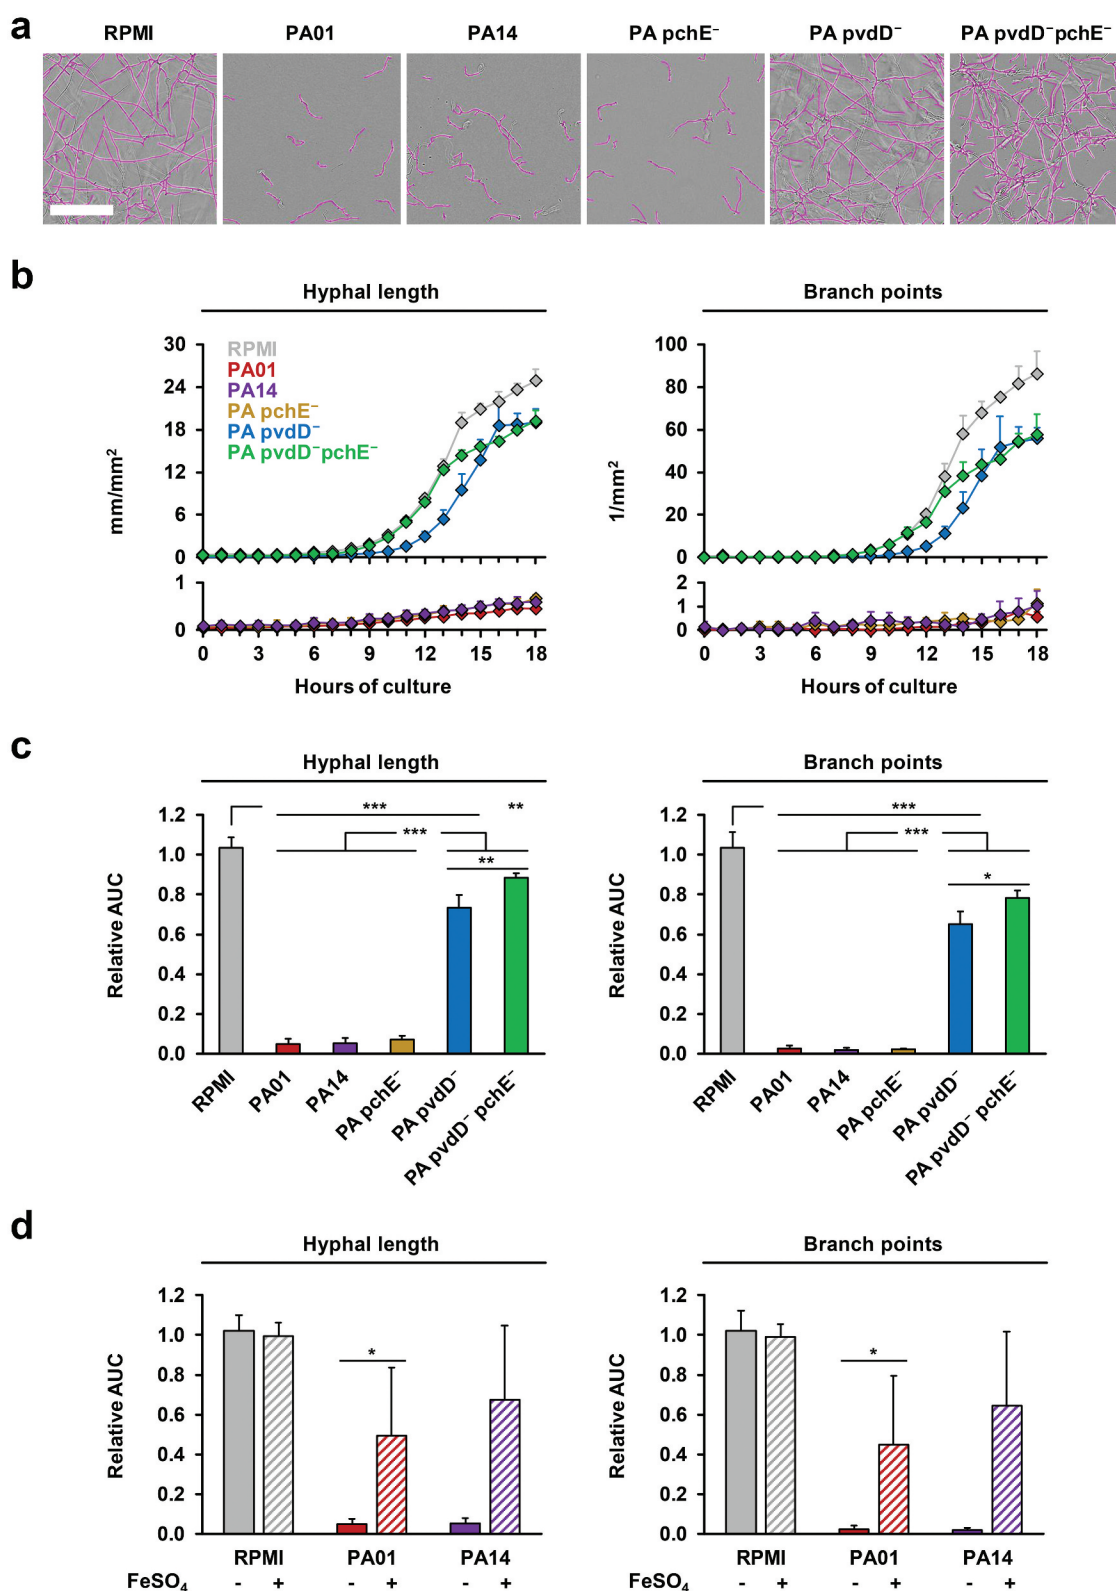 a
RPMI PA01 PA14 PA pchE⁻ PA pvdD⁻ PA pvdD⁻pchE⁻
b
Hyphal length Branch points
30 100
RPMI
PA01
24 80
PA14
PA pchE⁻
18 60
PA pvdD⁻
PA pvdD⁻pchE⁻
mm/mm² 1/mm²
12 40
6 20
0 0
1 2
1
0 0
0 3 6 9 12 15 18 0 3 6 9 12 15 18
Hours of culture Hours of culture
c
Hyphal length Branch points
1.2 *** ** 1.2 ***
*** ***
1.0 ** 1.0
0.8 0.8 *
Relative AUC Relative AUC
0.6 0.6
0.4 0.4
0.2 0.2
0.0 0.0
RPMI PA01 PA14 PA pchE⁻ PA pvdD⁻ PA pvdD⁻ pchE⁻ RPMI PA01 PA14 PA pchE⁻ PA pvdD⁻ PA pvdD⁻ pchE⁻
d
Hyphal length Branch points
1.2 1.2
1.0 1.0
* *
0.8 0.8
Relative AUC Relative AUC
0.6 0.6
0.4 0.4
0.2 0.2
0.0 0.0
RPMI PA01 PA14 RPMI PA01 PA14
FeSO₄ - + - + - + FeSO₄ - + - + - +